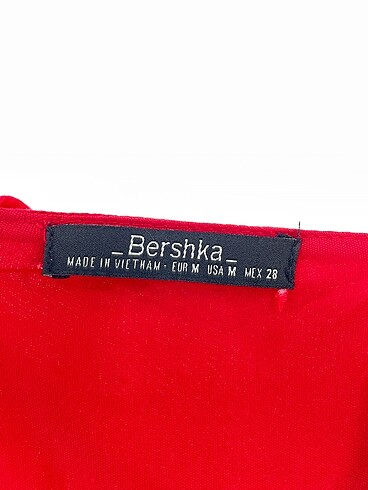 _Bershka_
MADE IN VIETNAM · EUR M USA M MEX 28